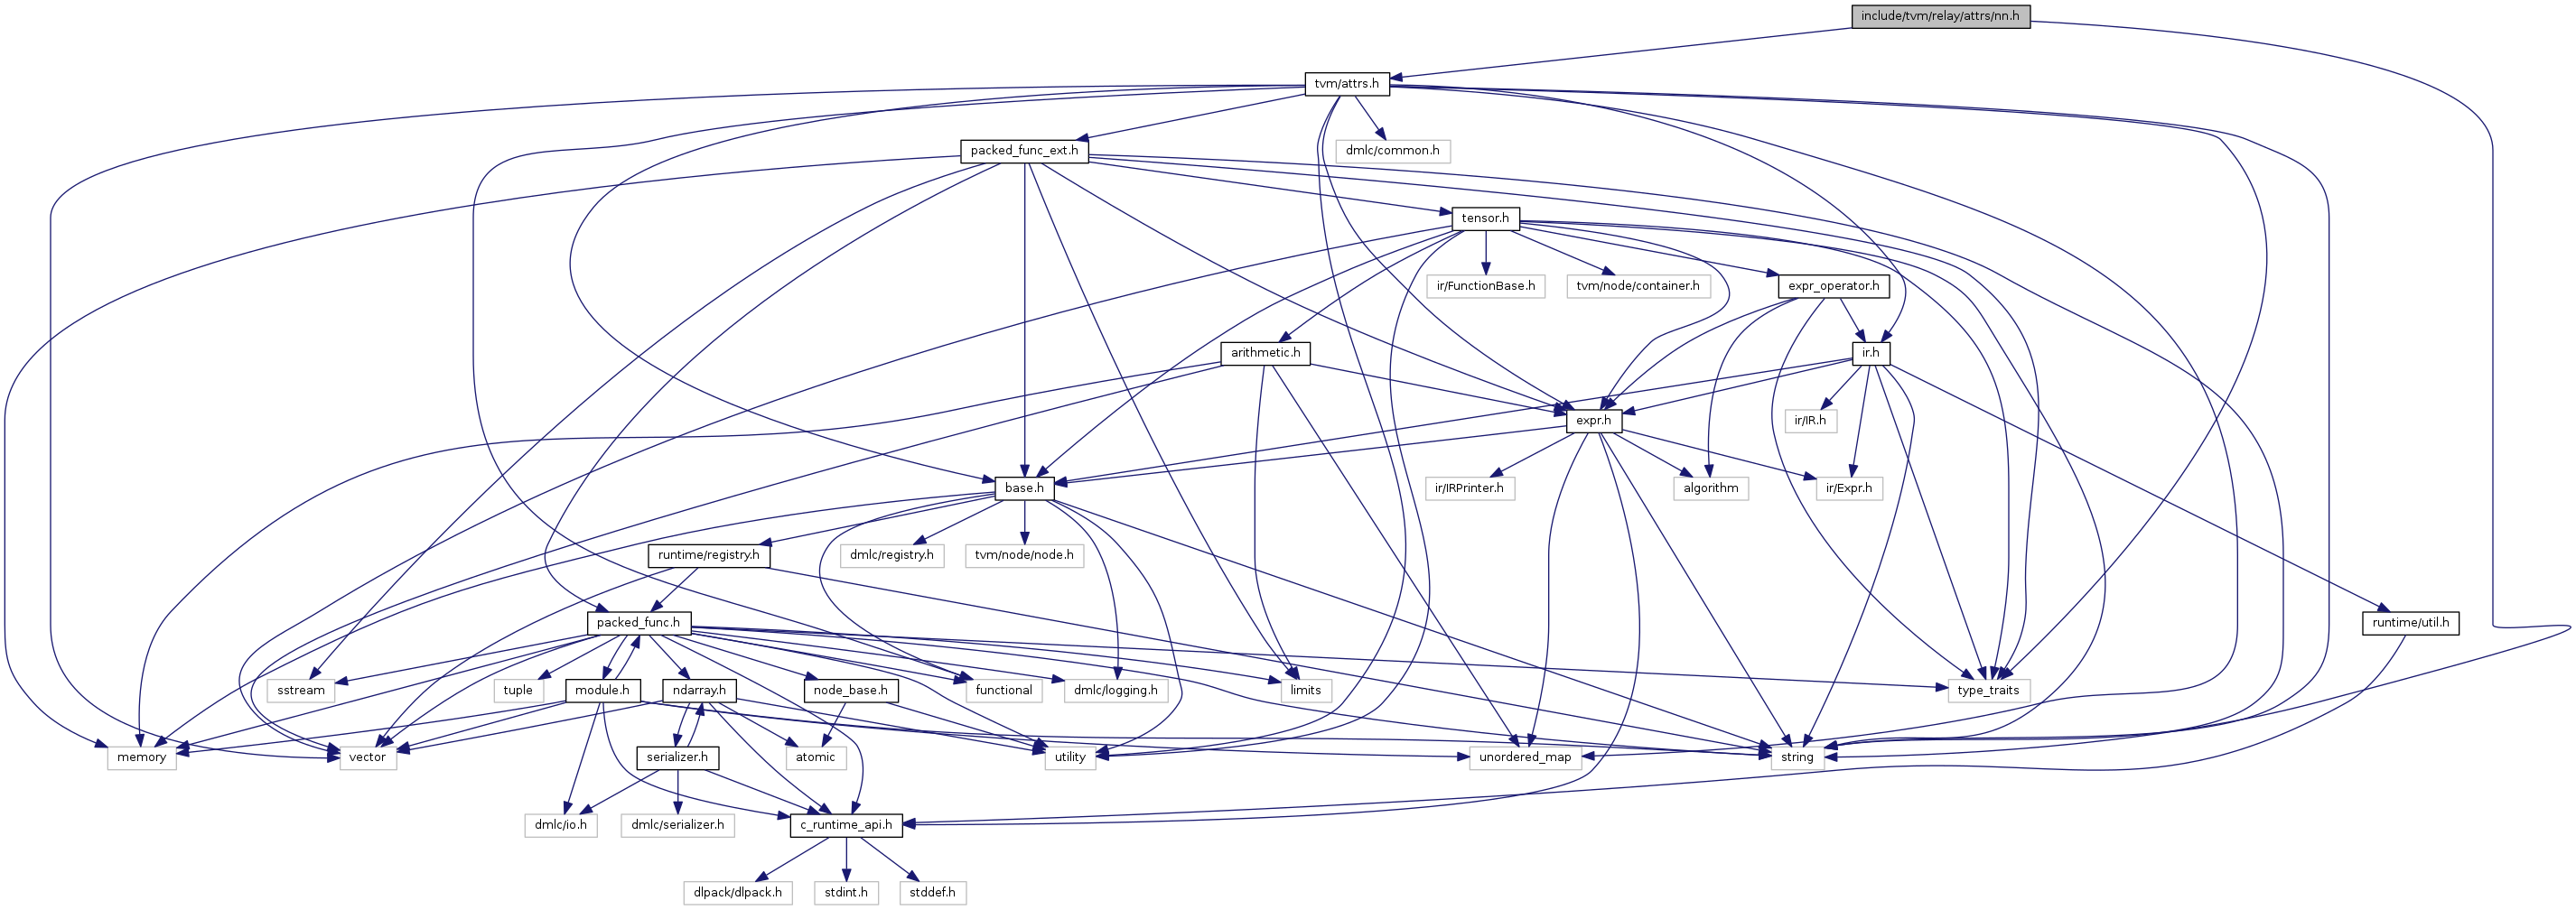 include/tvm/relay/attrs/nn.h
tvm/attrs.h
packed_func_ext.h
dmlc/common.h
tensor.h
ir/FunctionBase.h
tvm/node/container.h
expr_operator.h
arithmetic.h
ir.h
expr.h
ir/IR.h
base.h
ir/IRPrinter.h
algorithm
ir/Expr.h
runtime/registry.h
dmlc/registry.h
tvm/node/node.h
packed_func.h
runtime/util.h
sstream
tuple
module.h
ndarray.h
node_base.h
functional
dmlc/logging.h
limits
type_traits
memory
vector
serializer.h
atomic
utility
unordered_map
string
dmlc/io.h
dmlc/serializer.h
c_runtime_api.h
dlpack/dlpack.h
stdint.h
stddef.h